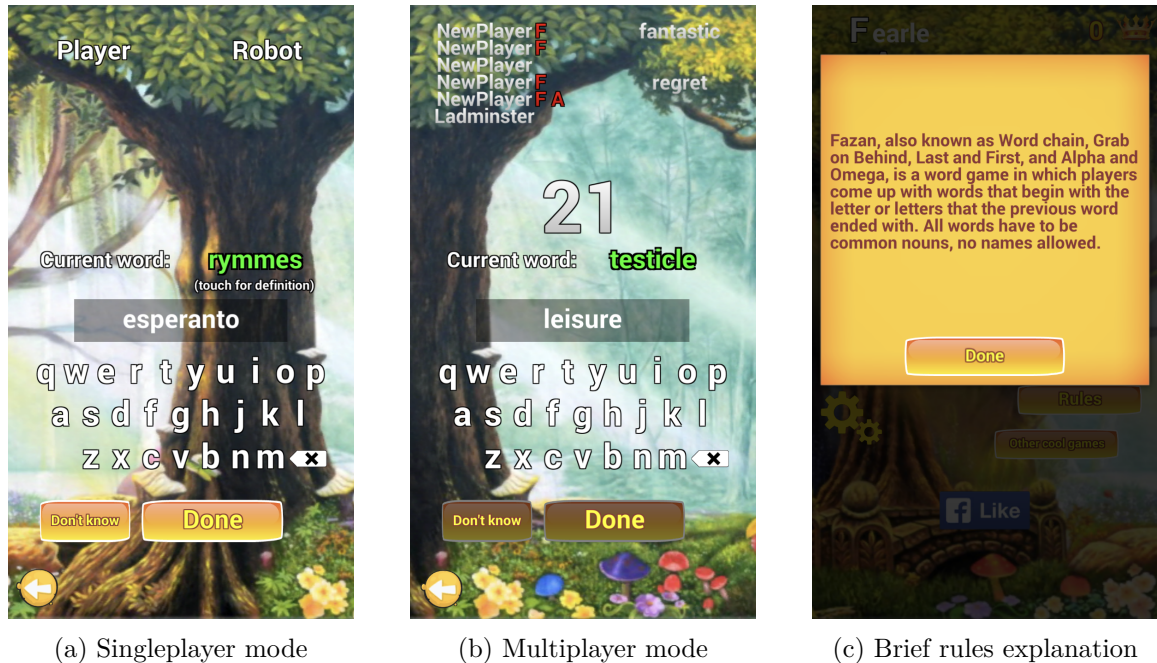 Player Robot
Current word: rymmes
(touch for definition)
esperanto
q w e r t y u i o p
a s d f g h j k l
z x c v b n m x
Don't know Done
(a) Singleplayer mode
NewPlayer F fantastic
NewPlayer F
NewPlayer
NewPlayer F regret
NewPlayer F A
Ladminster
21
Current word: testicle
leisure
q w e r t y u i o p
a s d f g h j k l
z x c v b n m x
Don't know Done
(b) Multiplayer mode
F earle 0
Fazan, also known as Word chain, Grab
on Behind, Last and First, and Alpha and
Omega, is a word game in which players
come up with words that begin with the
letter or letters that the previous word
ended with. All words have to be
common nouns, no names allowed.
Done
Rules
Other cool games
f Like
(c) Brief rules explanation